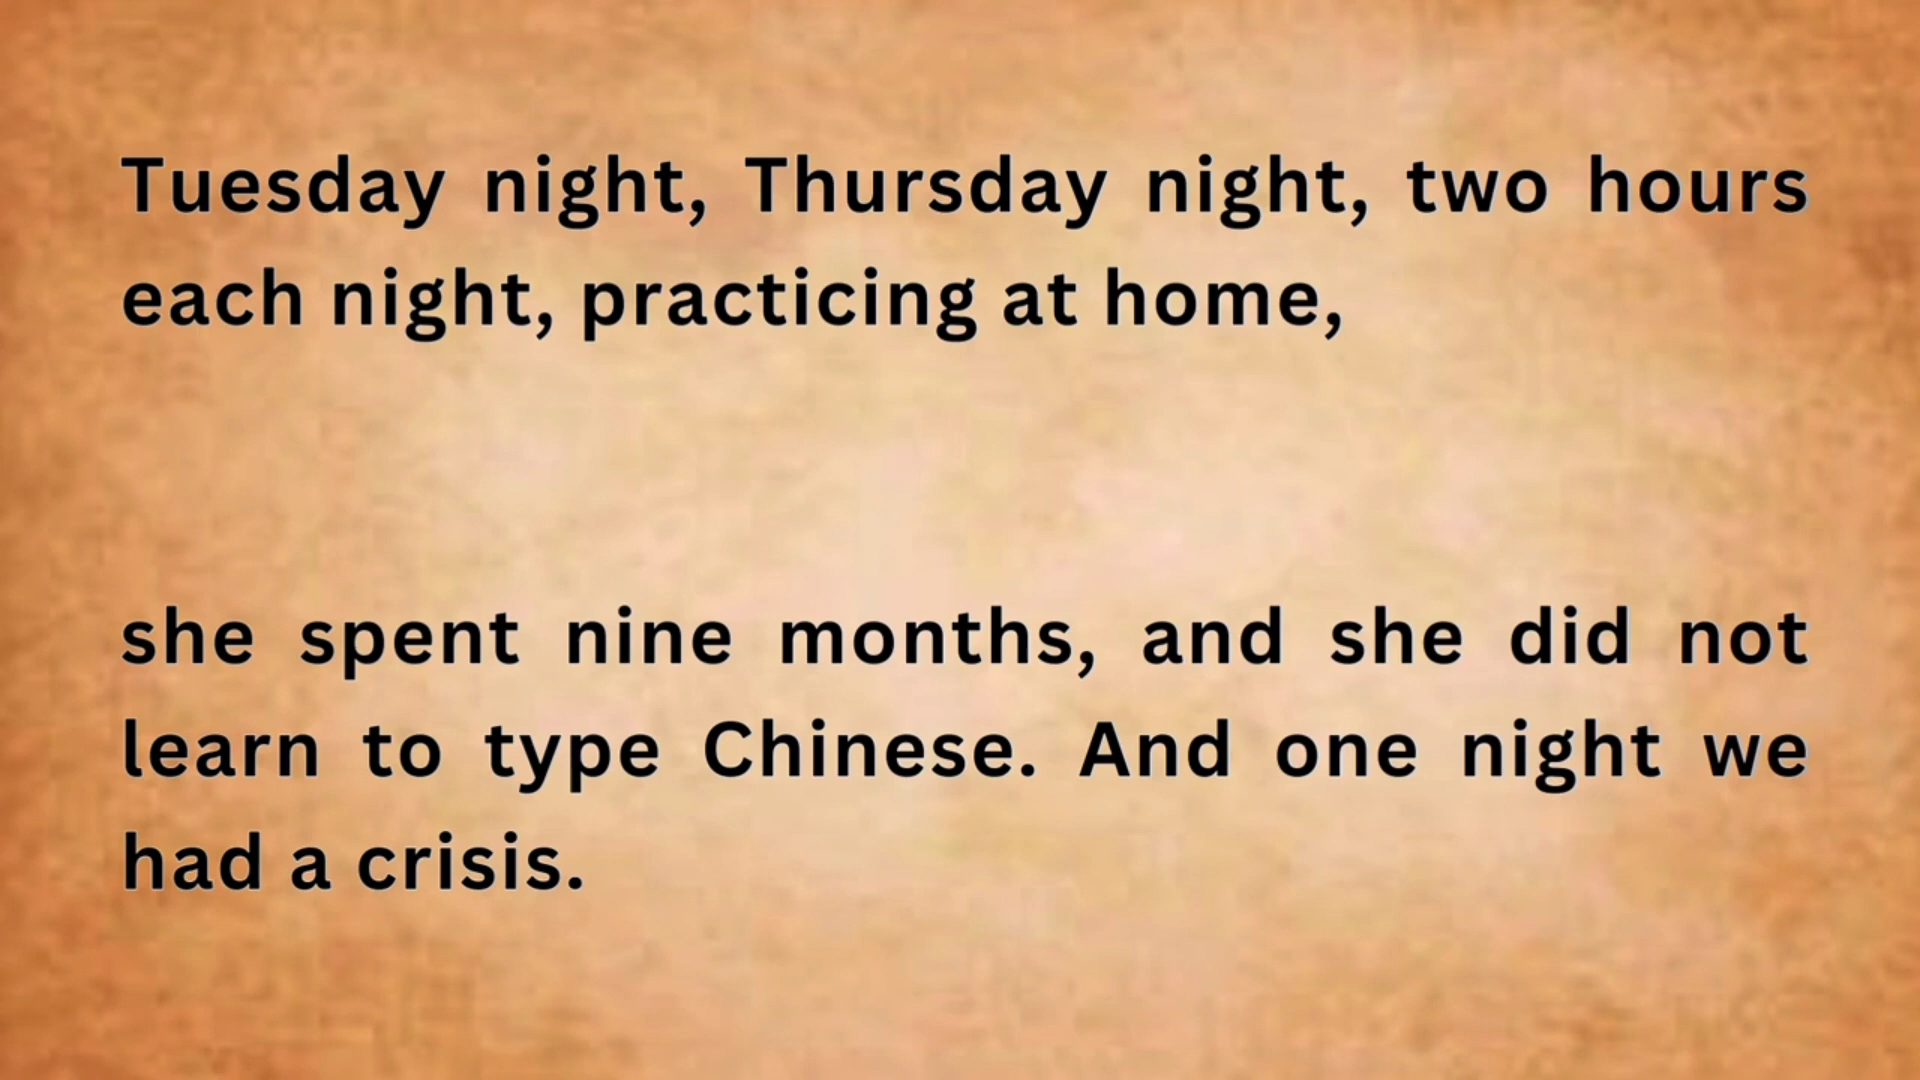 Tuesday night, Thursday night, two hours
each night, practicing at home,
she spent nine months, and she did not
learn to type Chinese. And one night we
had a crisis.